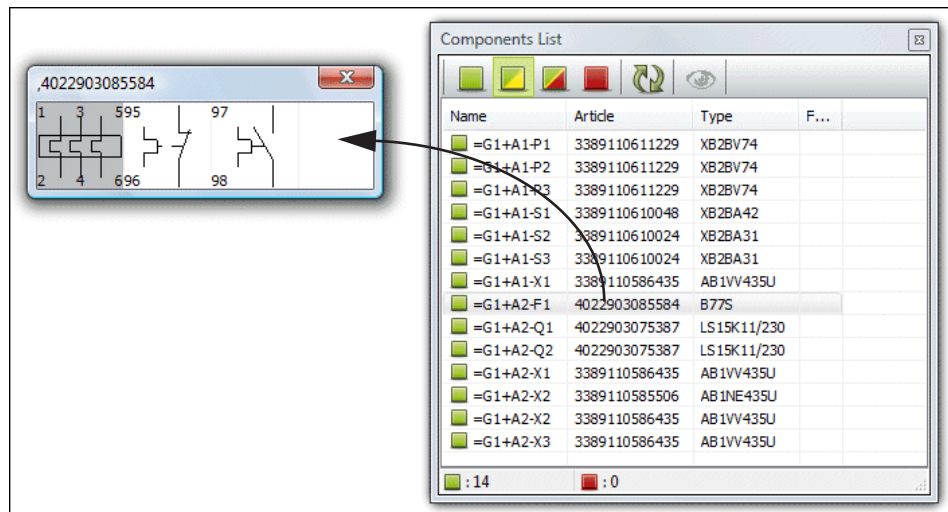 ,4022903085584
1 3 595 97
2 4 696 98
Components List
Name Article Type F...
=G1+A1-P1 3389110611229 XB2BV74
=G1+A1-P2 3389110611229 XB2BV74
=G1+A1-P3 3389110611229 XB2BV74
=G1+A1-S1 3389110610048 XB2BA42
=G1+A1-S2 3389110610024 XB2BA31
=G1+A1-S3 3389110610024 XB2BA31
=G1+A1-X1 3389110586435 AB1VV435U
=G1+A2-F1 4022903085584 B77S
=G1+A2-Q1 4022903075387 LS15K11/230
=G1+A2-Q2 4022903075387 LS15K11/230
=G1+A2-X1 3389110586435 AB1VV435U
=G1+A2-X2 3389110585506 AB1NE435U
=G1+A2-X2 3389110586435 AB1VV435U
=G1+A2-X3 3389110586435 AB1VV435U
: 14 : 0